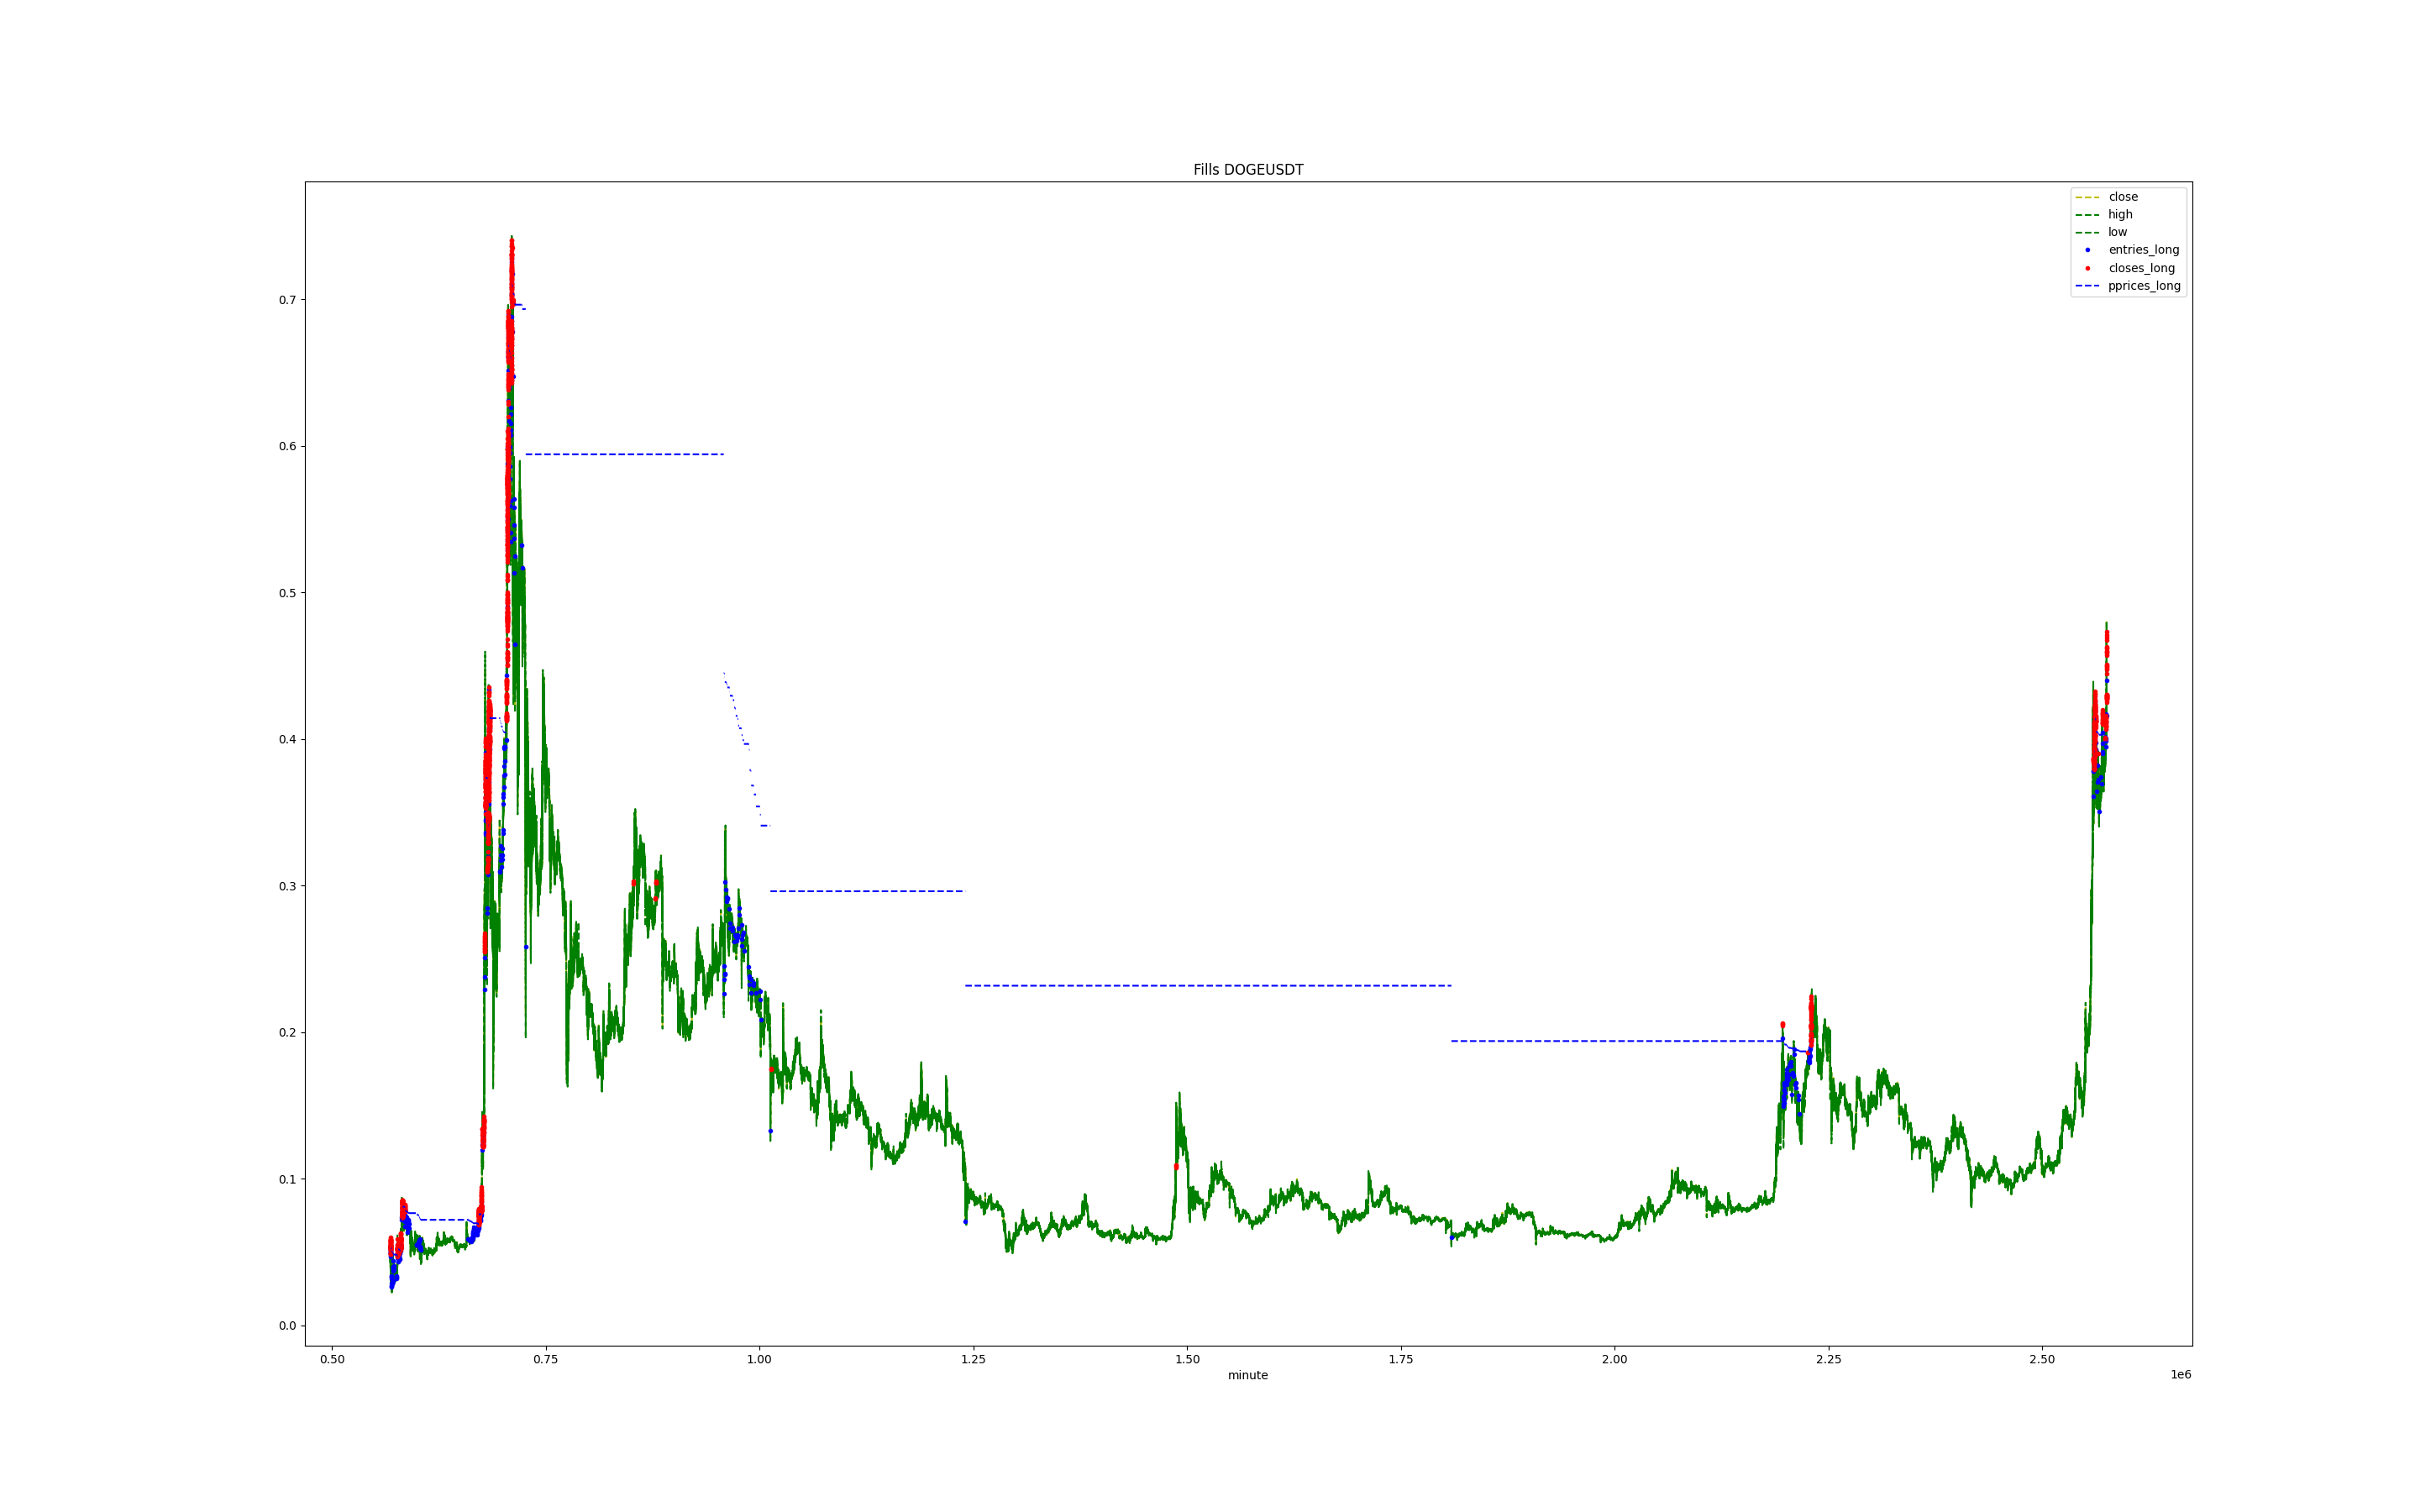 Fills DOGEUSDT
close
high
low
entries_long
closes_long
pprices_long
0.7
0.6
0.5
0.4
0.3
0.2
0.1
0.0
0.50 0.75 1.00 1.25 1.50 1.75 2.00 2.25 2.50
minute 1e6